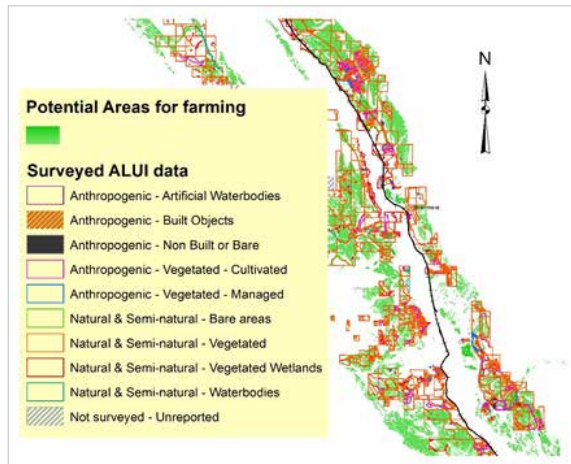 N
Potential Areas for farming
Surveyed ALUI data
Anthropogenic - Artificial Waterbodies
Anthropogenic - Built Objects
Anthropogenic - Non Built or Bare
Anthropogenic - Vegetated - Cultivated
Anthropogenic - Vegetated - Managed
Natural & Semi-natural - Bare areas
Natural & Semi-natural - Vegetated
Natural & Semi-natural - Vegetated Wetlands
Natural & Semi-natural - Waterbodies
Not surveyed - Unreported